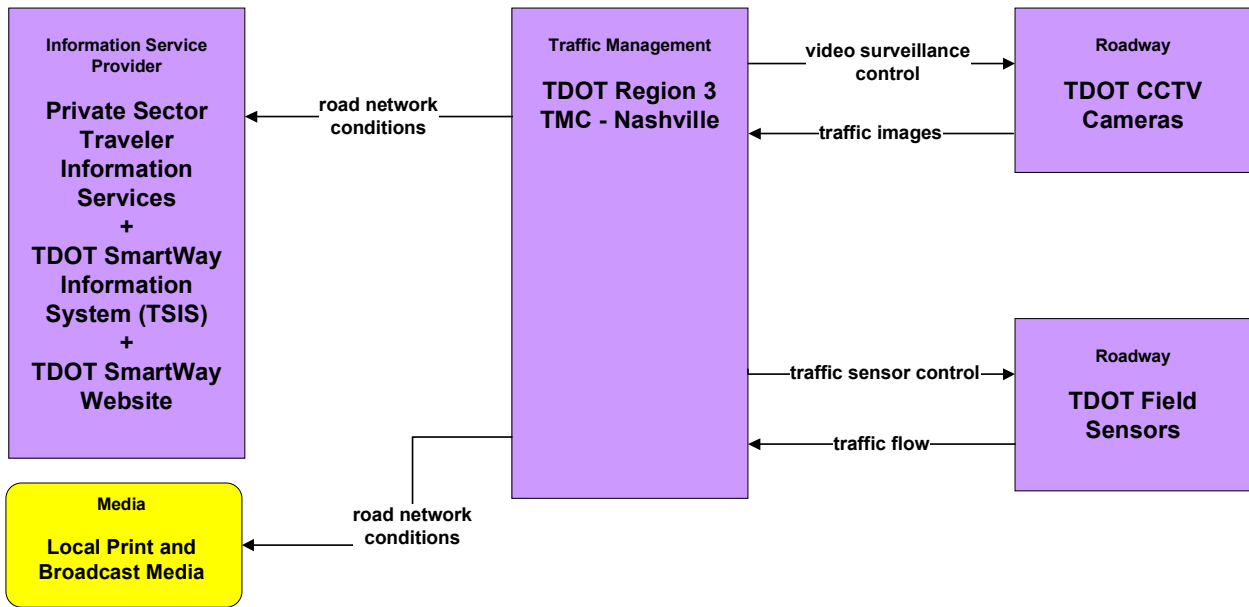 Information Service
Provider
Private Sector
Traveler
Information
Services
+
TDOT SmartWay
Information
System (TSIS)
+
TDOT SmartWay
Website
road network
conditions
Traffic Management
TDOT Region 3
TMC - Nashville
video surveillance
control
traffic images
Roadway
TDOT CCTV
Cameras
traffic sensor control
traffic flow
Roadway
TDOT Field
Sensors
Media
Local Print and
Broadcast Media
road network
conditions